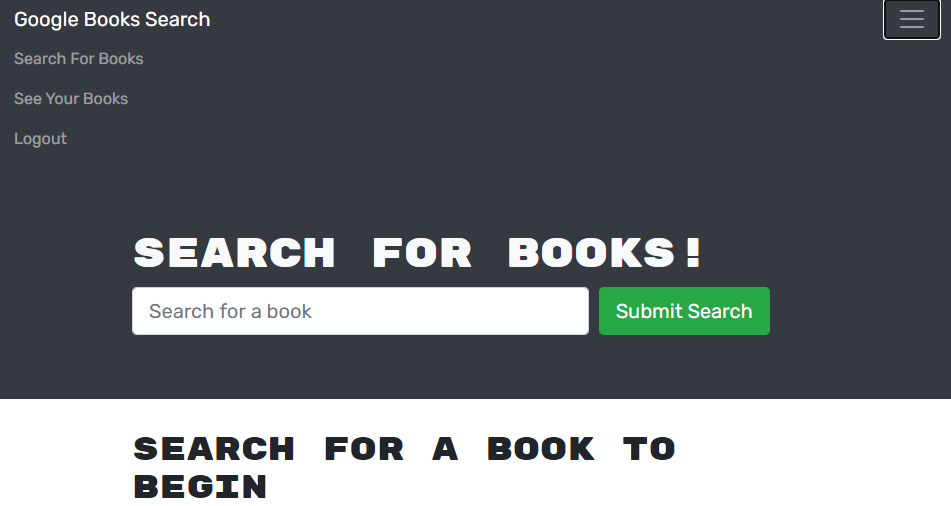 Google Books Search
Search For Books
See Your Books
Logout
SEARCH FOR BOOKS!
Search for a book
Submit Search
SEARCH FOR A BOOK TO
BEGIN